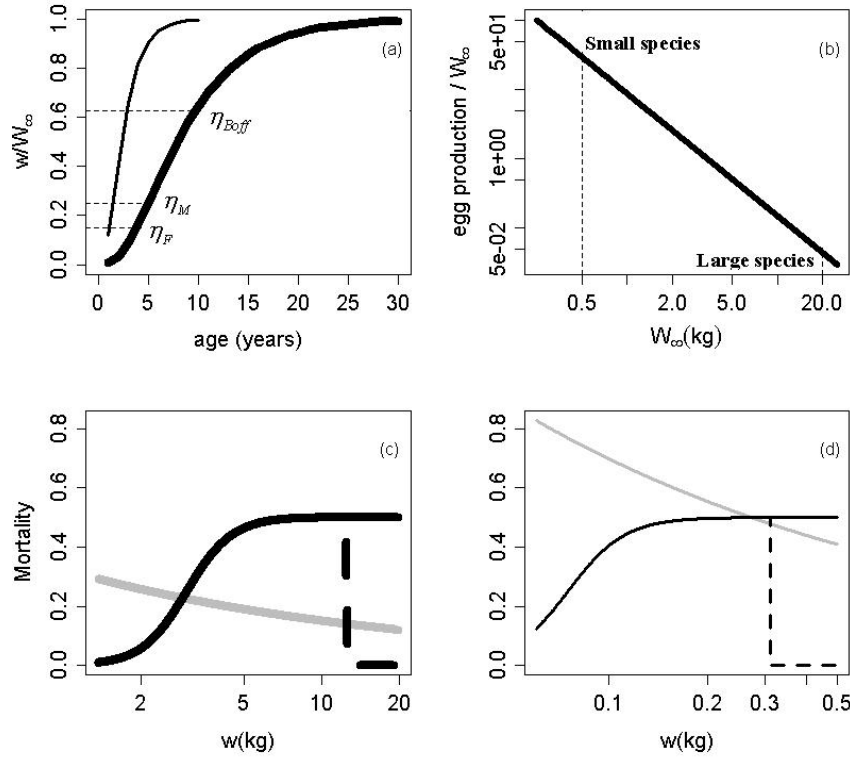 (a)
w/W∞
0.0 0.2 0.4 0.6 0.8 1.0
η_Boff
η_M
η_F
0 5 10 15 20 25 30
age (years)
(b)
egg production / W∞
5e-02 1e+00 5e+01
Small species
Large species
0.5 2.0 5.0 20.0
W∞(kg)
(c)
Mortality
0.0 0.2 0.4 0.6 0.8
2 5 10 20
w(kg)
(d)
0.0 0.2 0.4 0.6 0.8
0.1 0.2 0.3 0.5
w(kg)